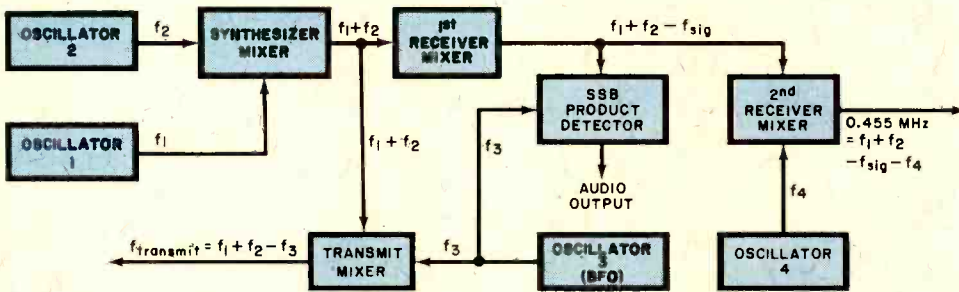 OSCILLATOR
2
f2
SYNTHESIZER
MIXER
f1+f2
1st
RECEIVER
MIXER
f1+f2-fsig
OSCILLATOR
1
f1
f1+f2
f3
SSB
PRODUCT
DETECTOR
AUDIO
OUTPUT
2nd
RECEIVER
MIXER
0.455 MHz
=f1+f2
-fsig-f4
f4
ftransmit=f1+f2-f3
TRANSMIT
MIXER
f3
OSCILLATOR
3
(BFO)
OSCILLATOR
4